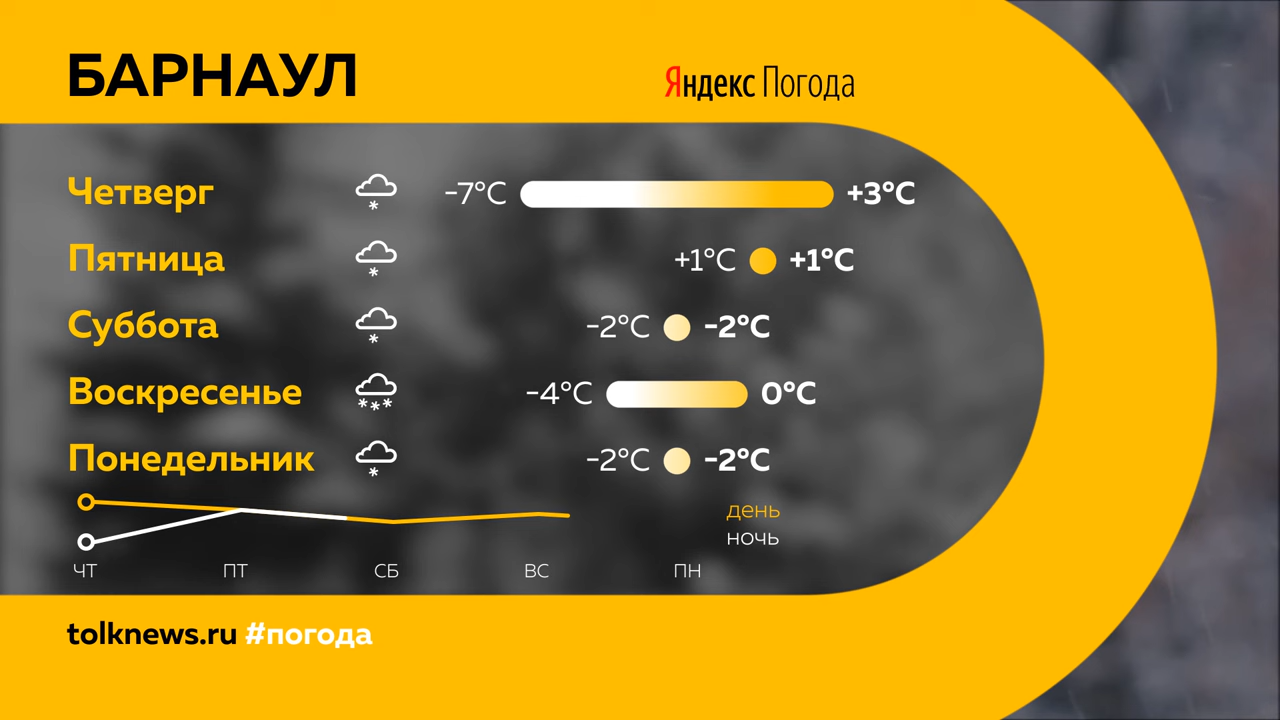 БАРНАУЛ
Яндекс Погода
Четверг -7°C +3°C
Пятница +1°C +1°C
Суббота -2°C -2°C
Воскресенье -4°C 0°C
Понедельник -2°C -2°C
день
ночь
ЧТ ПТ СБ ВС ПН
tolknews.ru #погода